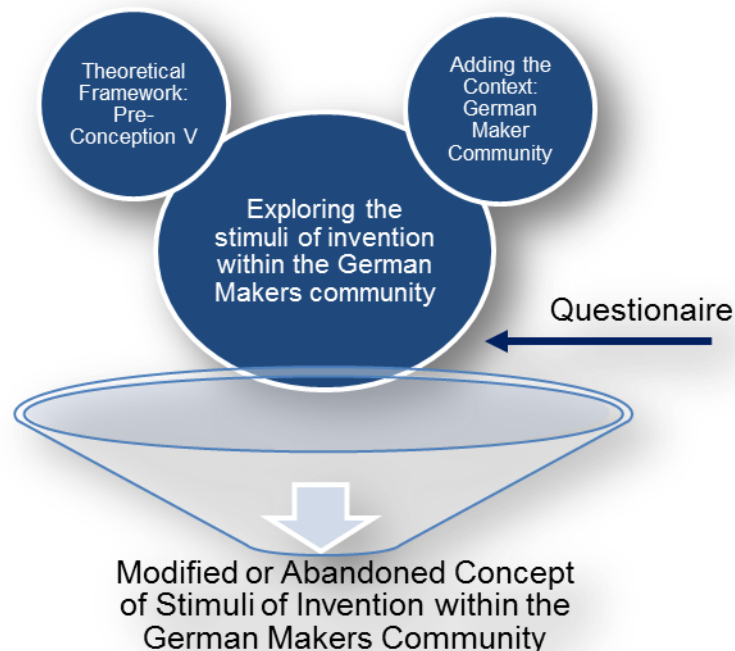 Theoretical
Framework:
Pre-
Conception V
Adding the
Context:
German
Maker
Community
Exploring the
stimuli of invention
within the German
Makers community
Questionaire
Modified or Abandoned Concept
of Stimuli of Invention within the
German Makers Community